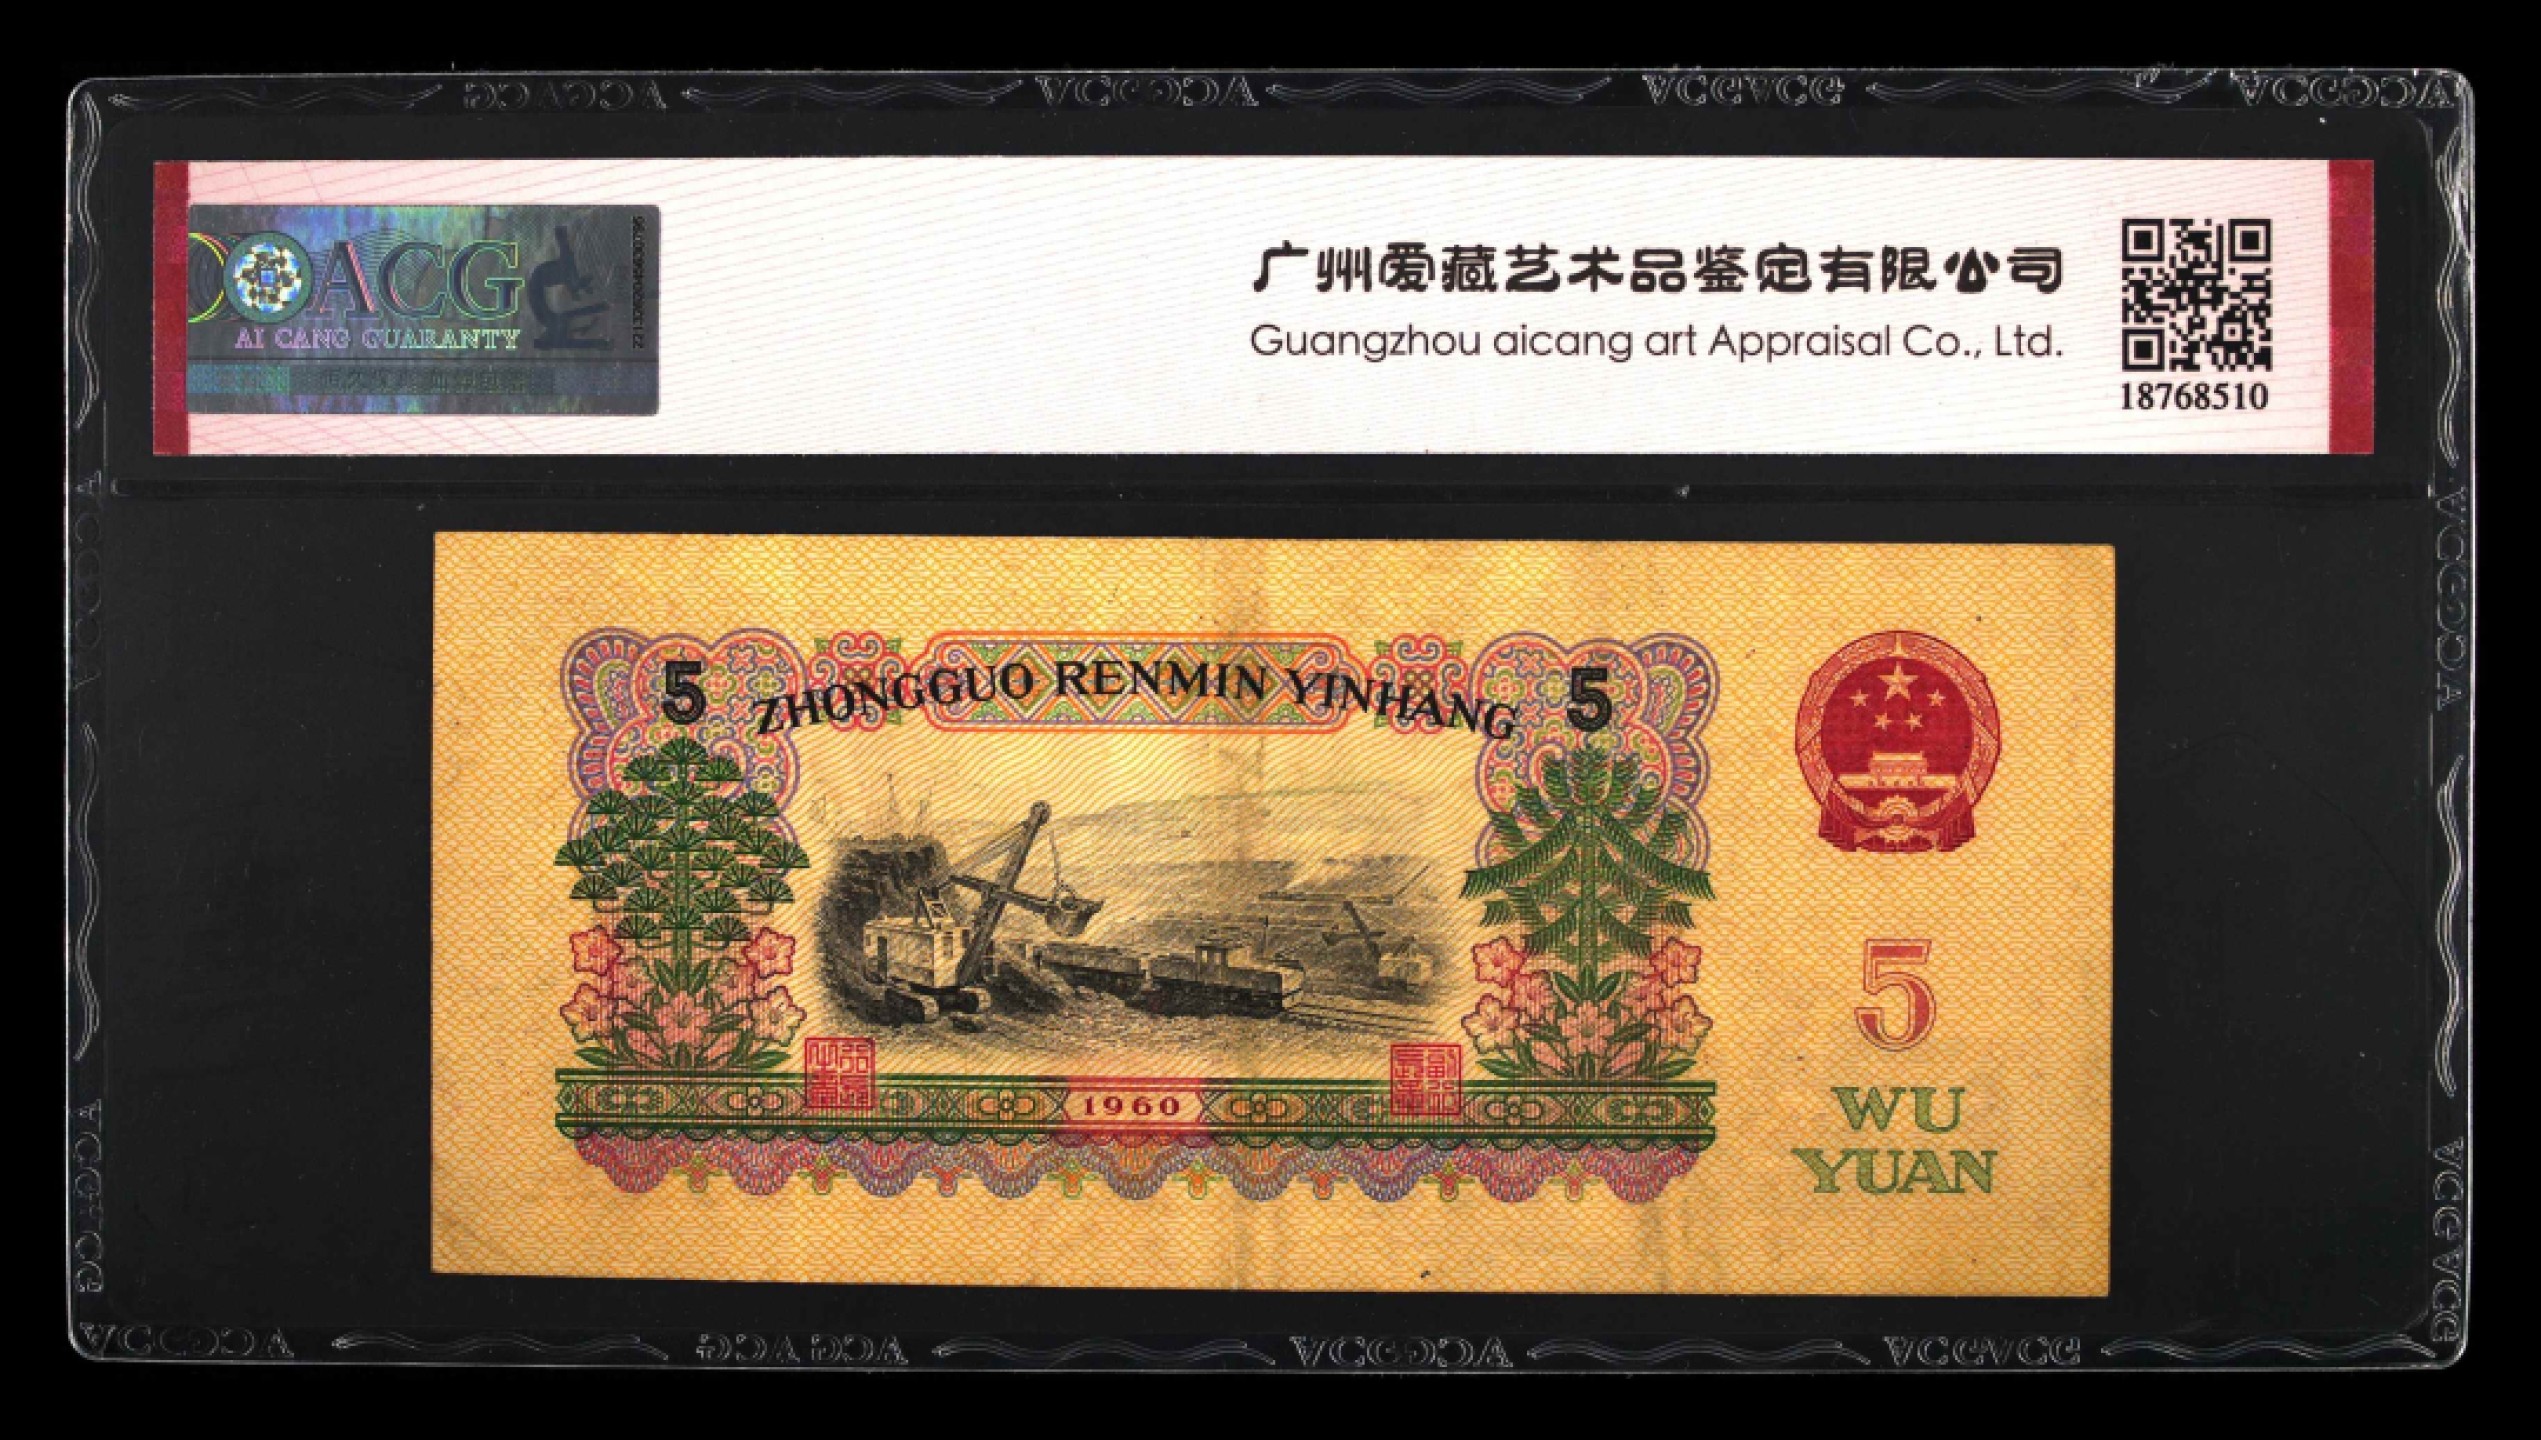 ACG
AI CANG GUARANTY
广州爱藏艺术品鉴定有限公司
Guangzhou aicang art Appraisal Co., Ltd.
18768510
5
ZHONGGUO RENMIN YINHANG
5
5
WU
YUAN
1960